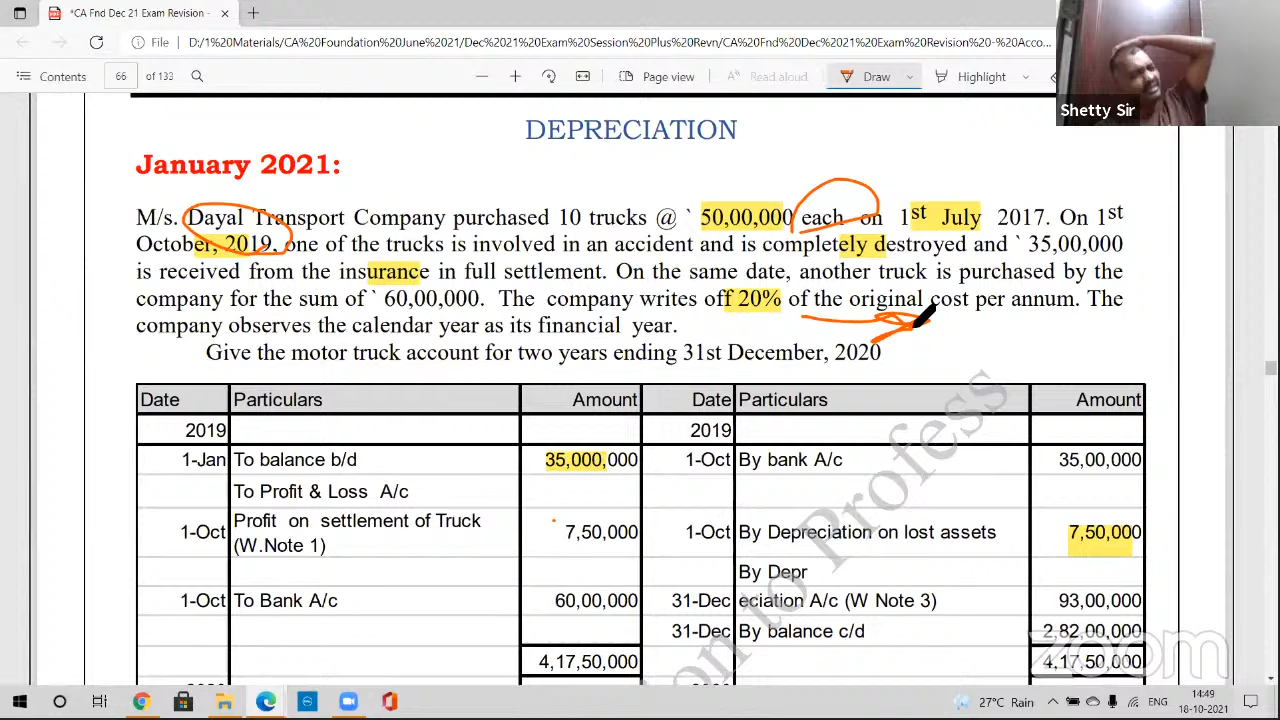 *CA Fnd Dec 21 Exam Revision -
File
D:/1%20Materials/CA%20Foundation%20June%2021/Dec%2021%20Exam%20Session%20Plus%20Revn/CA%20Fnd%20Dec%2021%20Exam%20Revision%20-%20Acco...
Contents 66 of 133 Page view Read aloud Draw Highlight
Shetty Sir
DEPRECIATION
January 2021:
M/s. Dayal Transport Company purchased 10 trucks @ ` 50,00,000 each on 1st July 2017. On 1st
October, 2019, one of the trucks is involved in an accident and is completely destroyed and ` 35,00,000
is received from the insurance in full settlement. On the same date, another truck is purchased by the
company for the sum of ` 60,00,000. The company writes off 20% of the original cost per annum. The
company observes the calendar year as its financial year.
Give the motor truck account for two years ending 31st December, 2020
Date Particulars Amount Date Particulars Amount
2019 2019
1-Jan To balance b/d 35,000,000 1-Oct By bank A/c 35,00,000
To Profit & Loss A/c
1-Oct Profit on settlement of Truck (W.Note 1) 7,50,000 1-Oct By Depreciation on lost assets 7,50,000
By Depr
1-Oct To Bank A/c 60,00,000 31-Dec eciation A/c (W Note 3) 93,00,000
31-Dec By balance c/d 2,82,00,000
4,17,50,000 4,17,50,000
on to Profess
zoom
27°C Rain ENG 14:49
18-10-2021